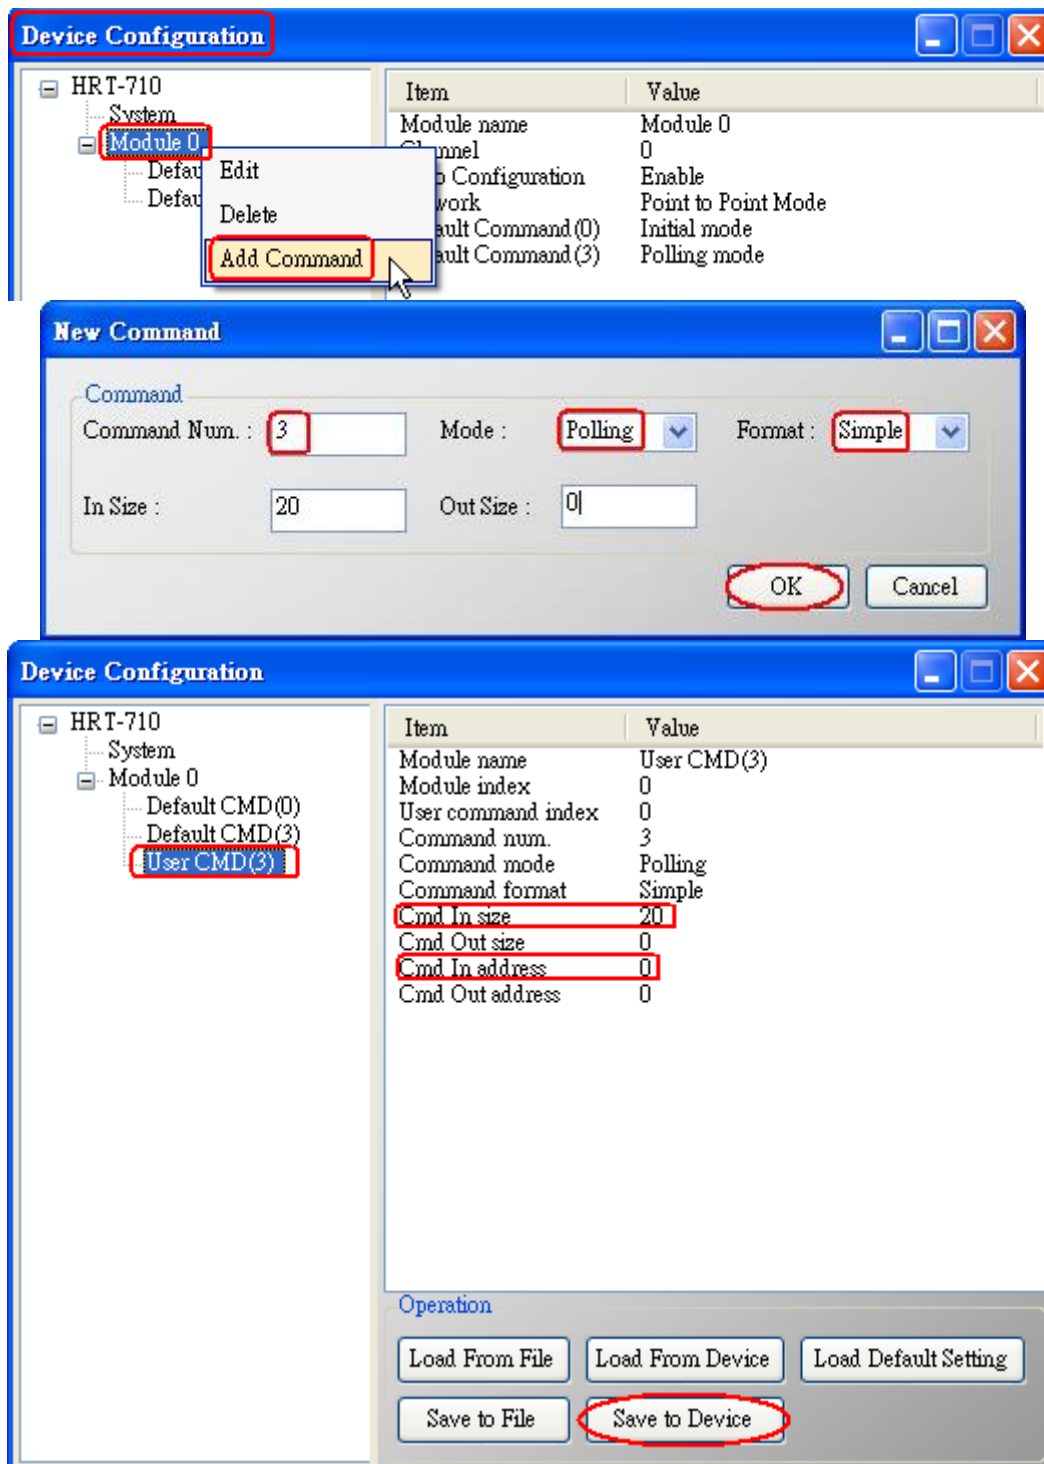 Device Configuration
HRT-710
System
Module 0
Edit
Delete
Add Command
Item Value
Module name Module 0
Channel 0
Configuration Enable
Point to Point Mode
Command(0) Initial mode
Command(3) Polling mode
New Command
Command
Command Num. : 3 Mode : Polling Format : Simple
In Size : 20 Out Size : 0
OK Cancel
Device Configuration
HRT-710
System
Module 0
Default CMD(0)
Default CMD(3)
User CMD(3)
Item Value
Module name User CMD(3)
Module index 0
User command index 0
Command num. 3
Command mode Polling
Command format Simple
Cmd In size 20
Cmd Out size 0
Cmd In address 0
Cmd Out address 0
Operation
Load From File Load From Device Load Default Setting
Save to File Save to Device